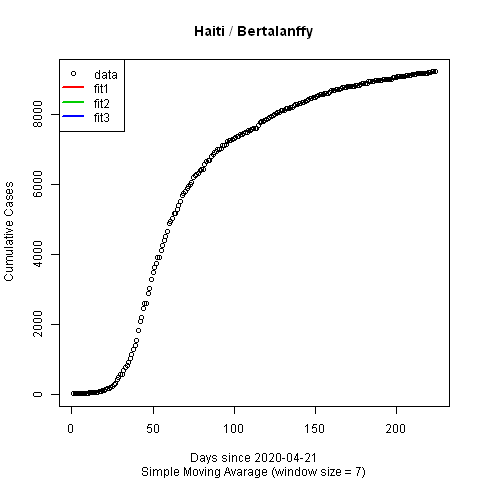 Haiti / Bertalanffy
data
fit1
fit2
fit3
Cumulative Cases
8000
6000
4000
2000
0
0 50 100 150 200
Days since 2020-04-21
Simple Moving Avarage (window size = 7)